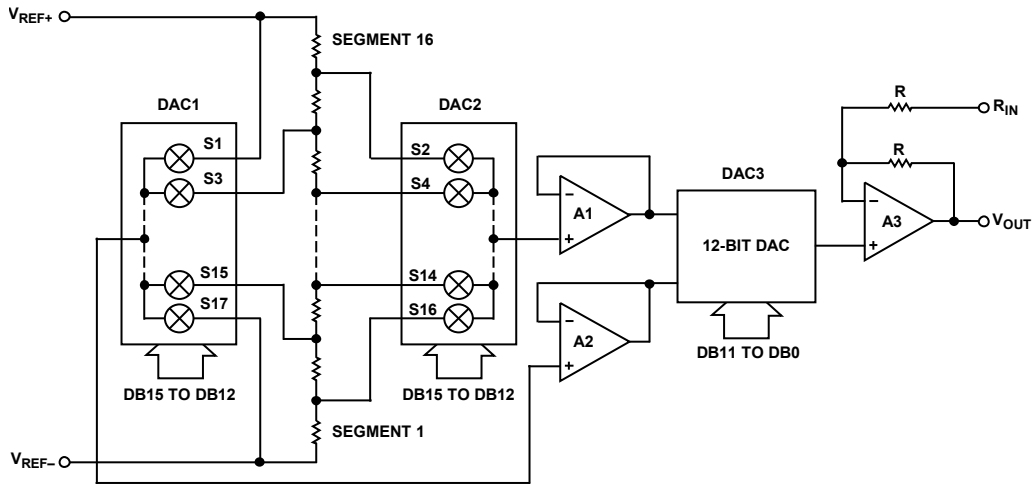 VREF+
SEGMENT 16
DAC1
DAC2
R
RIN
S1
S3
S2
S4
DAC3
R
A1
12-BIT DAC
A3
VOUT
S15
S17
S14
S16
A2
DB15 TO DB12
DB15 TO DB12
DB11 TO DB0
SEGMENT 1
VREF–
− +
− +
− +